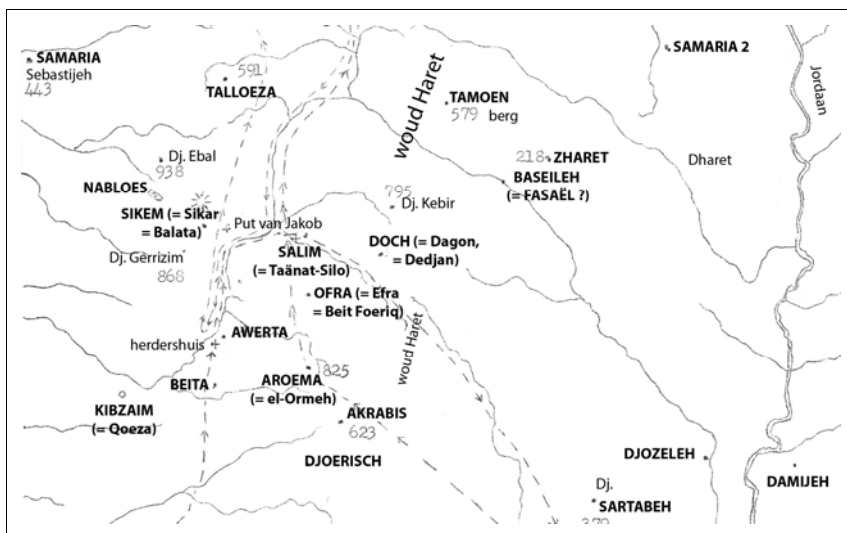 SAMARIA
Sebastijeh
443
591
TALLOEZA
woud Haret
TAMOEN
579 berg
SAMARIA 2
Jordaan
Dj. Ebal
938
NABLOES
218
ZHARET
BASEILEH
(= FASAËL ?)
Dharet
795
Dj. Kebir
SIKEM (= Sikar
= Balata)
Put van Jakob
Dj. Gerrizim
868
SALIM
(= Taänat-Silo)
DOCH (= Dagon,
= Dedjan)
OFRA (= Efra
= Beit Foeriq)
woud Haret
herdershuis
AWERTA
BEITA
AROEMA
(= el-Ormeh)
825
KIBZAIM
(= Qoeza)
AKRABIS
623
DJOERISCH
DJOZELEH
Dj.
SARTABEH
379
DAMIJEH